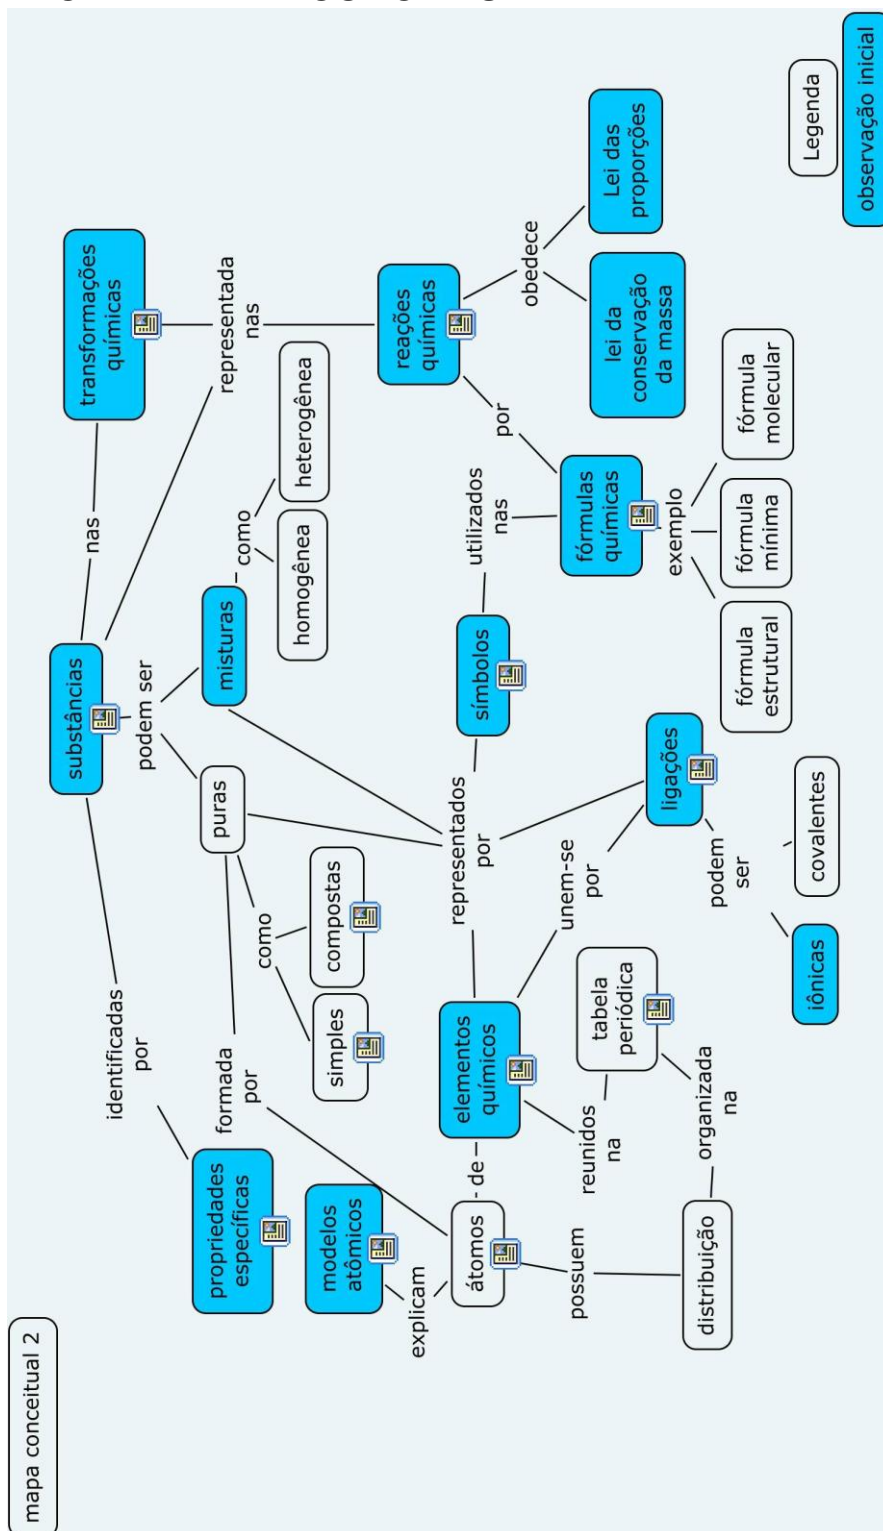 mapa conceitual 2
substâncias
transformações
químicas
nas
identificadas
por
podem ser
representada
nas
propriedades
específicas
formada
por
puras
misturas
como
como
homogênea
heterogênea
modelos
atômicos
simples
compostas
explicam
átomos
de
elementos
químicos
representados
por
símbolos
utilizados
nas
reações
químicas
por
obedece
possuem
reunidos
na
unem-se
por
tabela
periódica
fórmulas
químicas
lei da
conservação
da massa
Lei das
proporções
ligações
exemplo
distribuição
organizada
na
podem
ser
fórmula
estrutural
fórmula
mínima
fórmula
molecular
iônicas
covalentes
Legenda
observação inicial